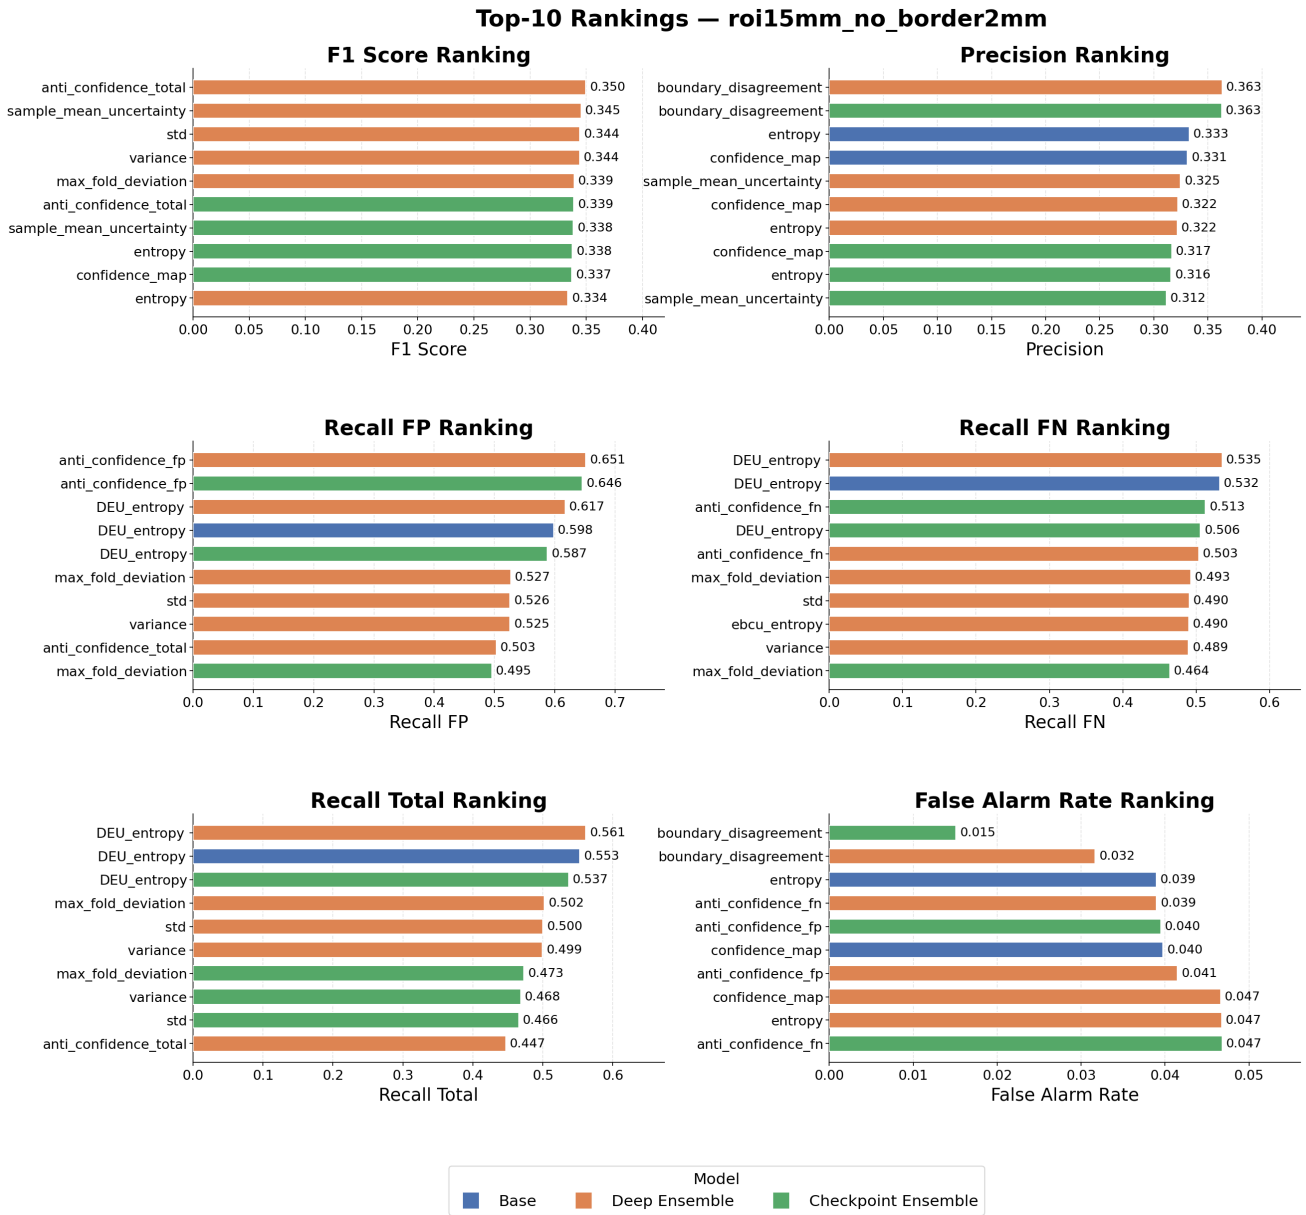 Top-10 Rankings — roi15mm_no_border2mm
F1 Score Ranking
anti_confidence_total 0.350
sample_mean_uncertainty 0.345
std 0.344
variance 0.344
max_fold_deviation 0.339
anti_confidence_total 0.339
sample_mean_uncertainty 0.338
entropy 0.338
confidence_map 0.337
entropy 0.334
0.00 0.05 0.10 0.15 0.20 0.25 0.30 0.35 0.40
F1 Score
Precision Ranking
boundary_disagreement 0.363
boundary_disagreement 0.363
entropy 0.333
confidence_map 0.331
sample_mean_uncertainty 0.325
confidence_map 0.322
entropy 0.322
confidence_map 0.317
entropy 0.316
sample_mean_uncertainty 0.312
0.00 0.05 0.10 0.15 0.20 0.25 0.30 0.35 0.40
Precision
Recall FP Ranking
anti_confidence_fp 0.651
anti_confidence_fp 0.646
DEU_entropy 0.617
DEU_entropy 0.598
DEU_entropy 0.587
max_fold_deviation 0.527
std 0.526
variance 0.525
anti_confidence_total 0.503
max_fold_deviation 0.495
0.0 0.1 0.2 0.3 0.4 0.5 0.6 0.7
Recall FP
Recall FN Ranking
DEU_entropy 0.535
DEU_entropy 0.532
anti_confidence_fn 0.513
DEU_entropy 0.506
anti_confidence_fn 0.503
max_fold_deviation 0.493
std 0.490
ebcu_entropy 0.490
variance 0.489
max_fold_deviation 0.464
0.0 0.1 0.2 0.3 0.4 0.5 0.6
Recall FN
Recall Total Ranking
DEU_entropy 0.561
DEU_entropy 0.553
DEU_entropy 0.537
max_fold_deviation 0.502
std 0.500
variance 0.499
max_fold_deviation 0.473
variance 0.468
std 0.466
anti_confidence_total 0.447
0.0 0.1 0.2 0.3 0.4 0.5 0.6
Recall Total
False Alarm Rate Ranking
boundary_disagreement 0.015
boundary_disagreement 0.032
entropy 0.039
anti_confidence_fn 0.039
anti_confidence_fp 0.040
confidence_map 0.040
anti_confidence_fp 0.041
confidence_map 0.047
entropy 0.047
anti_confidence_fn 0.047
0.00 0.01 0.02 0.03 0.04 0.05
False Alarm Rate
Model
Base Deep Ensemble Checkpoint Ensemble